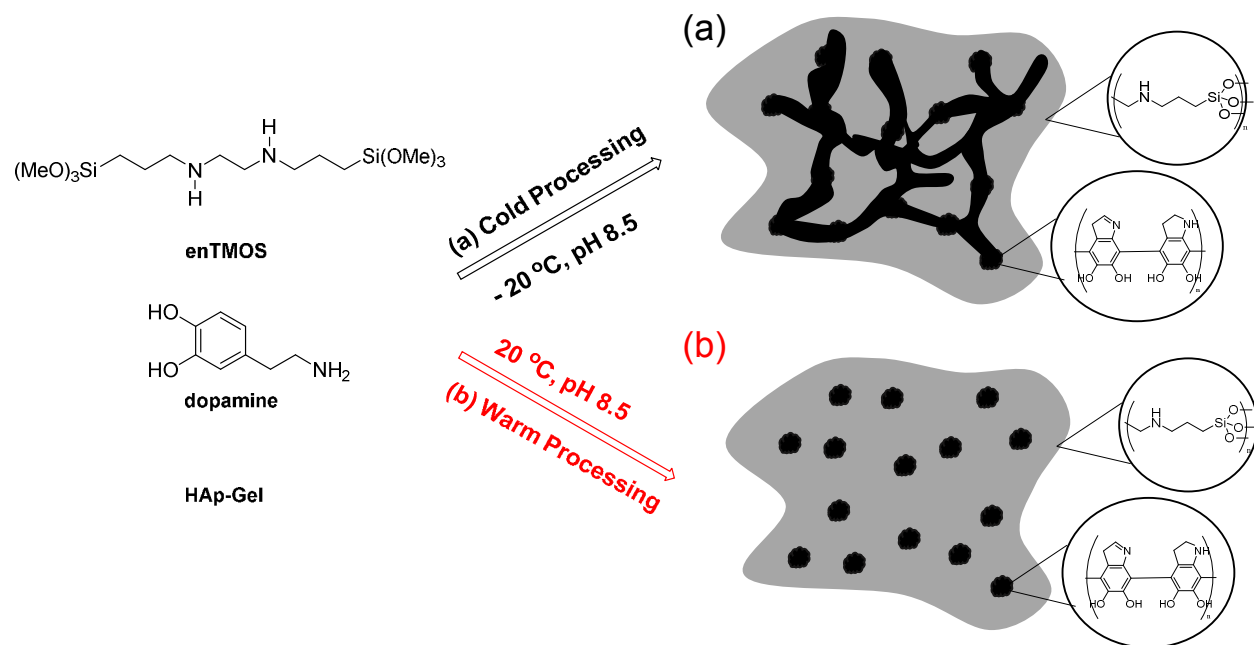 (a)
H
N
(MeO)3Si
N
H
Si(OMe)3
enTMOS
HO
HO
NH2
dopamine
HAp-Gel
(a) Cold Processing
- 20 °C, pH 8.5
20 °C, pH 8.5
(b) Warm Processing
H
N
Si
O
O
O
n
N
NH
HO
OH
HO
OH
n
(b)
H
N
Si
O
O
O
n
N
NH
HO
OH
HO
OH
n